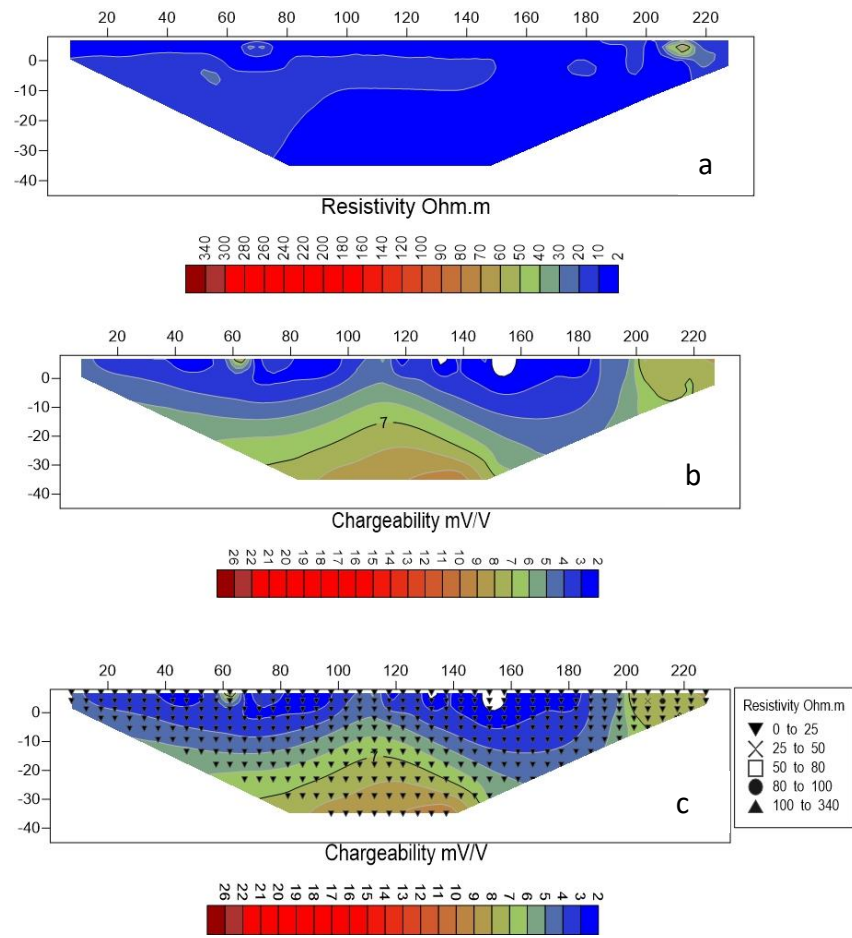 20 40 60 80 100 120 140 160 180 200 220
0
-10
-20
-30
-40
a
Resistivity Ohm.m
340 300 280 260 240 220 200 180 160 140 120 100 90 80 70 60 50 40 30 20 10 2
20 40 60 80 100 120 140 160 180 200 220
0
-10
-20
-30
-40
7
b
Chargeability mV/V
26 22 21 20 19 18 17 16 15 14 13 12 11 10 9 8 7 6 5 4 3 2
20 40 60 80 100 120 140 160 180 200 220
0
-10
-20
-30
-40
7
c
Resistivity Ohm.m
0 to 25
25 to 50
50 to 80
80 to 100
100 to 340
Chargeability mV/V
26 22 21 20 19 18 17 16 15 14 13 12 11 10 9 8 7 6 5 4 3 2